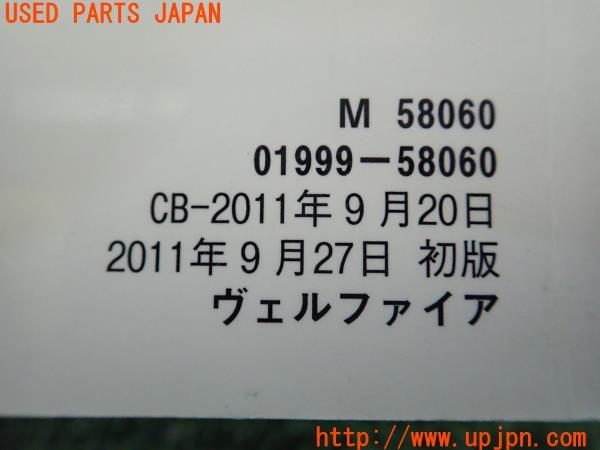 USED PARTS JAPAN
M 58060
01999-58060
CB-2011年9月20日
2011年9月27日 初版
ヴェルファイア
http://www.upjpn.com/